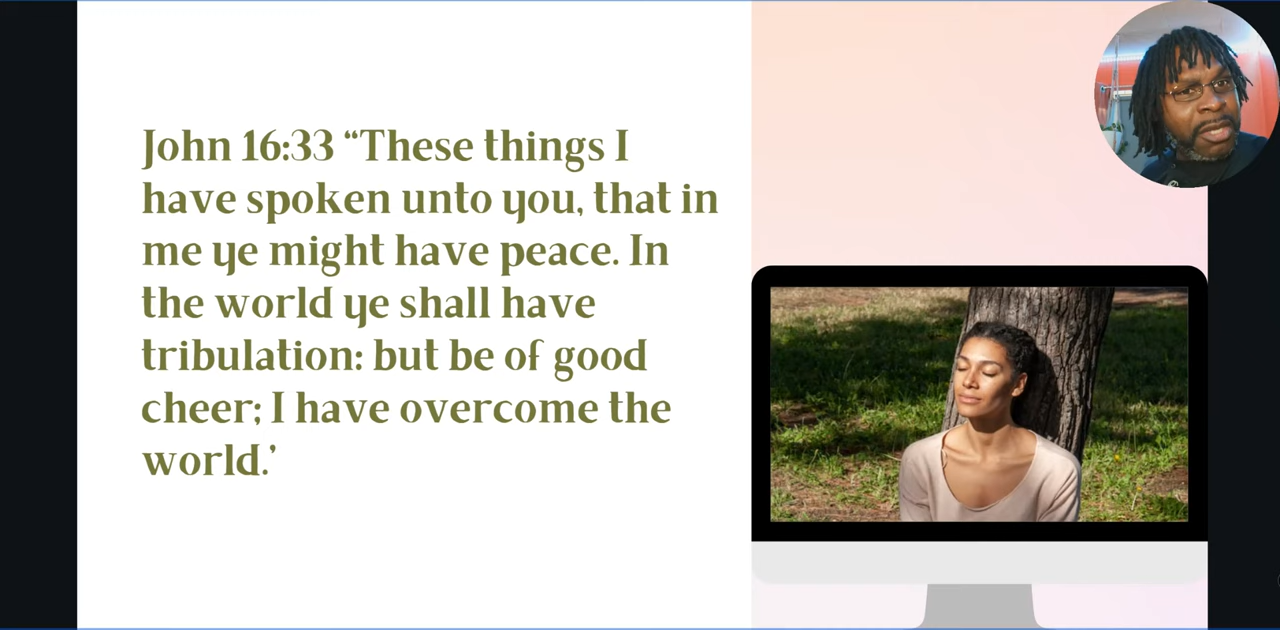 John 16:33 “These things I
have spoken unto you, that in
me ye might have peace. In
the world ye shall have
tribulation: but be of good
cheer; I have overcome the
world.’